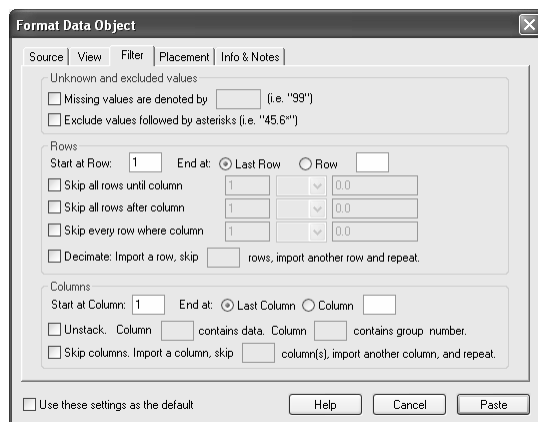 Format Data Object
Source View Filter Placement Info & Notes
Unknown and excluded values
Missing values are denoted by (i.e. "99")
Exclude values followed by asterisks (i.e. "45.6*")
Rows
Start at Row: 1 End at: Last Row Row
Skip all rows until column 1 0.0
Skip all rows after column 1 0.0
Skip every row where column 1 0.0
Decimate: Import a row, skip rows, import another row and repeat.
Columns
Start at Column: 1 End at: Last Column Column
Unstack. Column contains data. Column contains group number.
Skip columns. Import a column, skip column(s), import another column, and repeat.
Use these settings as the default Help Cancel Paste